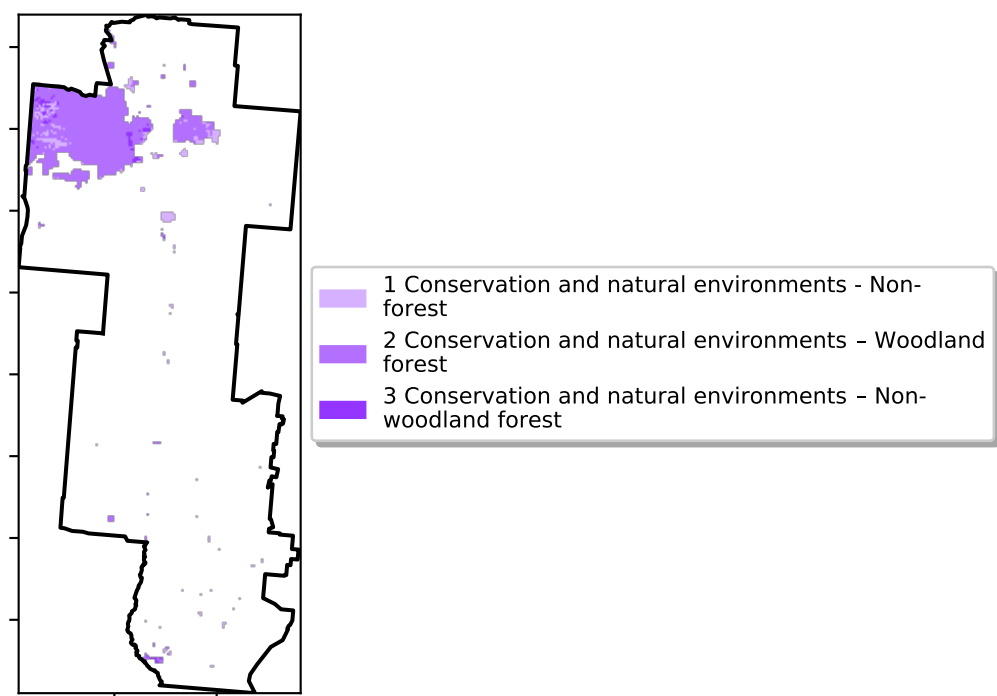 1 Conservation and natural environments - Non-
forest
2 Conservation and natural environments – Woodland
forest
3 Conservation and natural environments – Non-
woodland forest